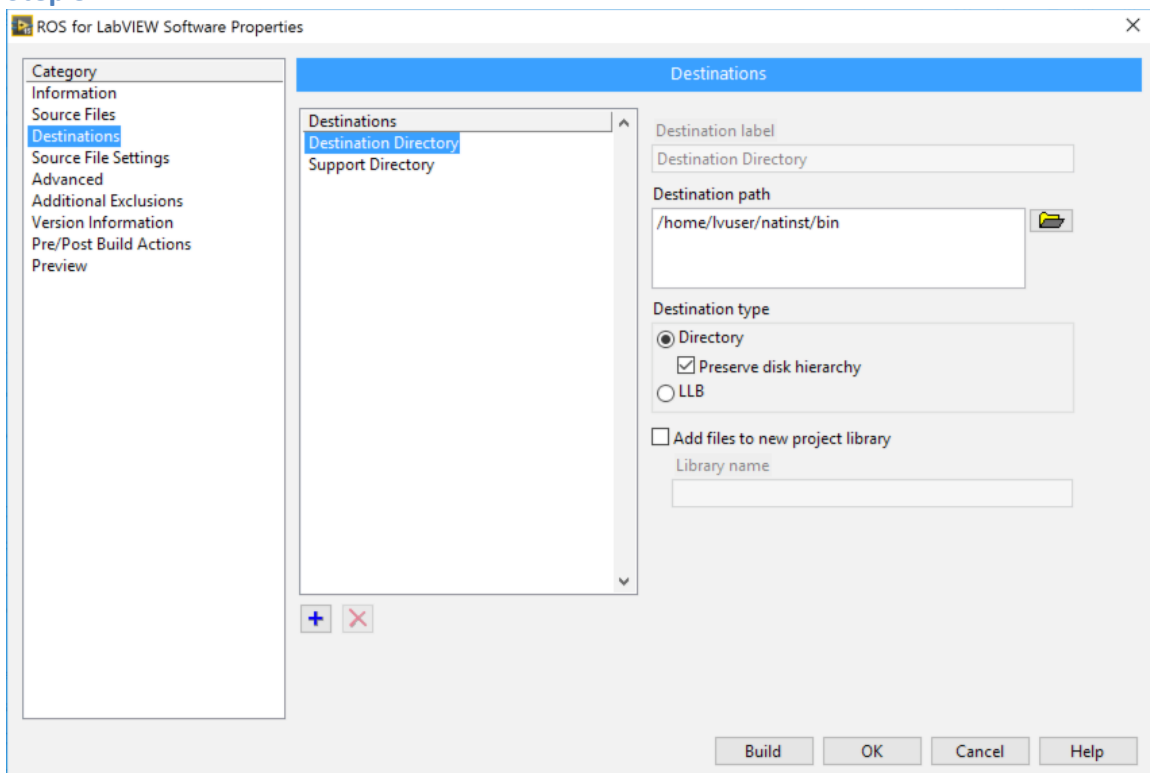 ROS for LabVIEW Software Properties
Category
Information
Source Files
Destinations
Source File Settings
Advanced
Additional Exclusions
Version Information
Pre/Post Build Actions
Preview
Destinations
Destinations
Destination Directory
Support Directory
Destination label
Destination Directory
Destination path
/home/lvuser/natinst/bin
Destination type
Directory
Preserve disk hierarchy
LLB
Add files to new project library
Library name
Build OK Cancel Help